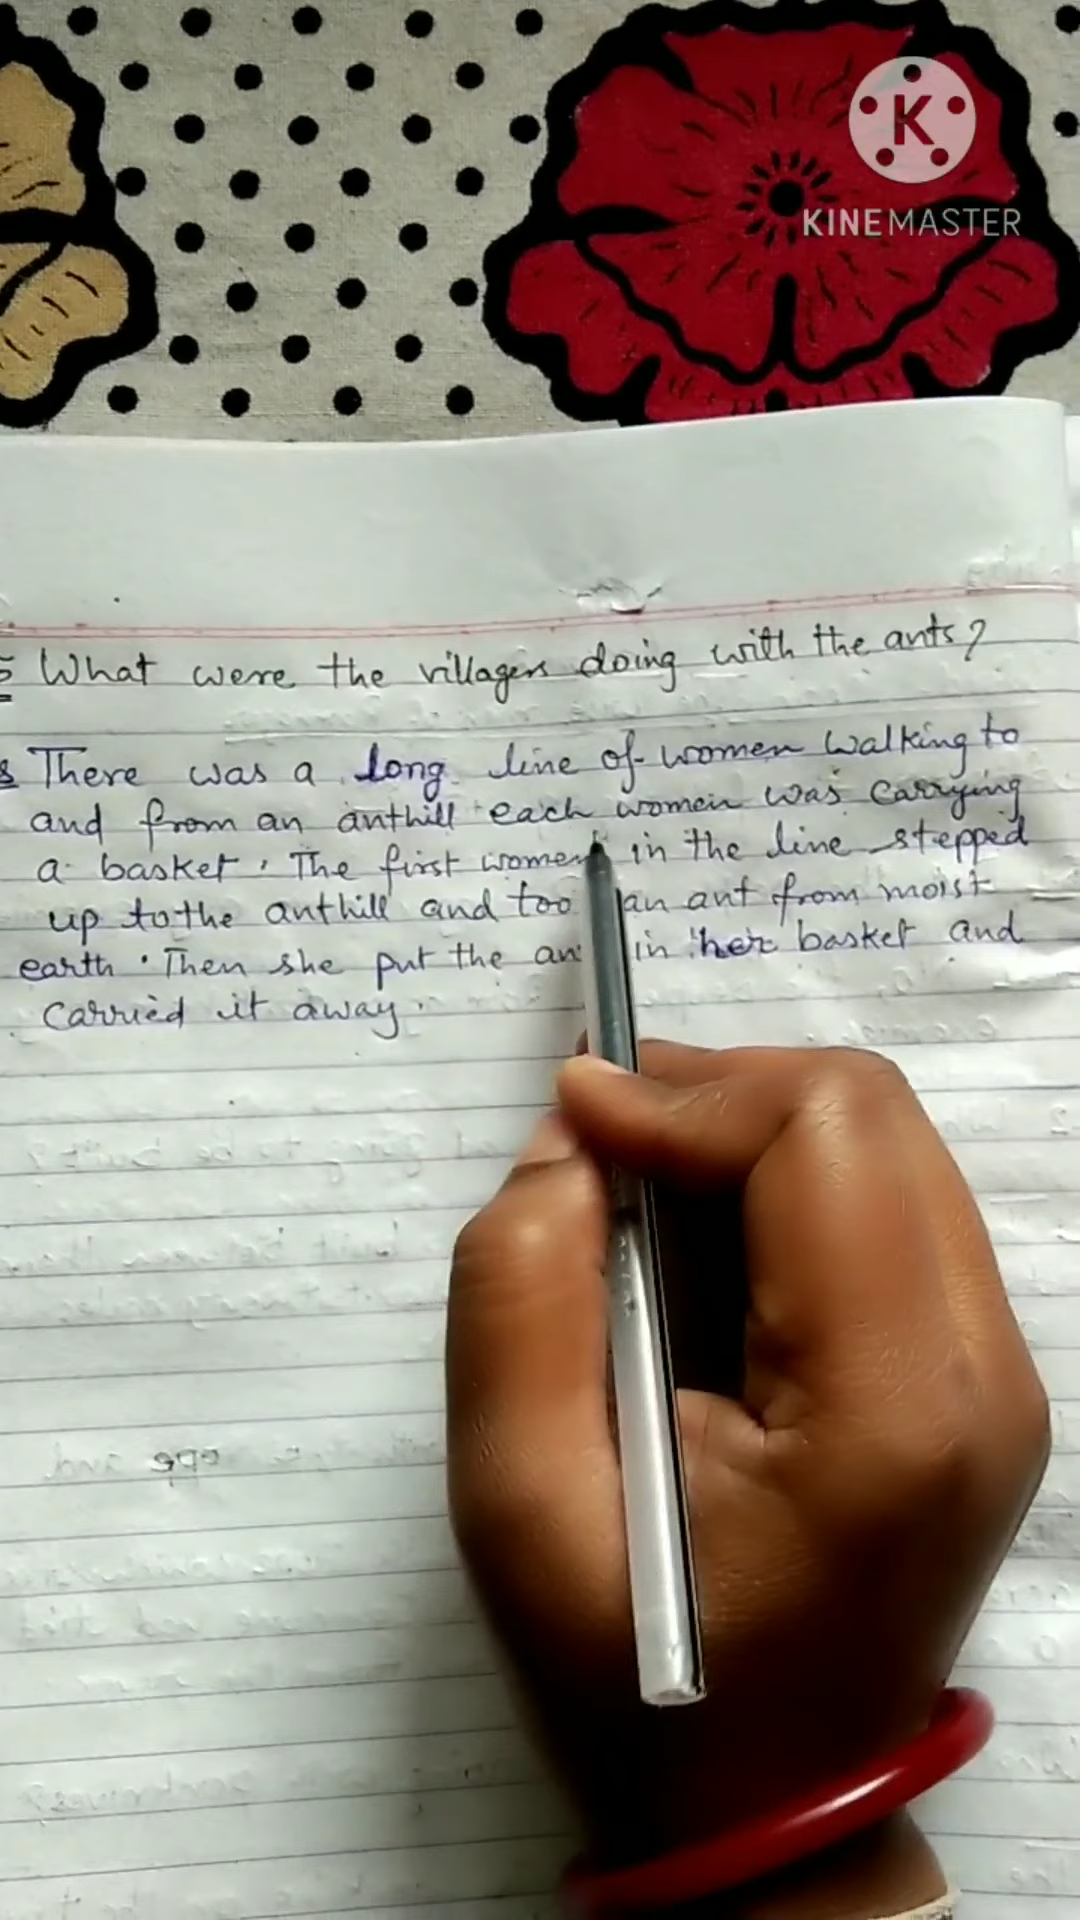 K
KINEMASTER
5 What were the villagers doing with the ants?
There was a long line of women walking to
and from an anthill each women was carrying
a basket. The first women in the line stepped
up to the anthill and too an ant from moist
earth. Then she put the an in her basket and
carried it away.